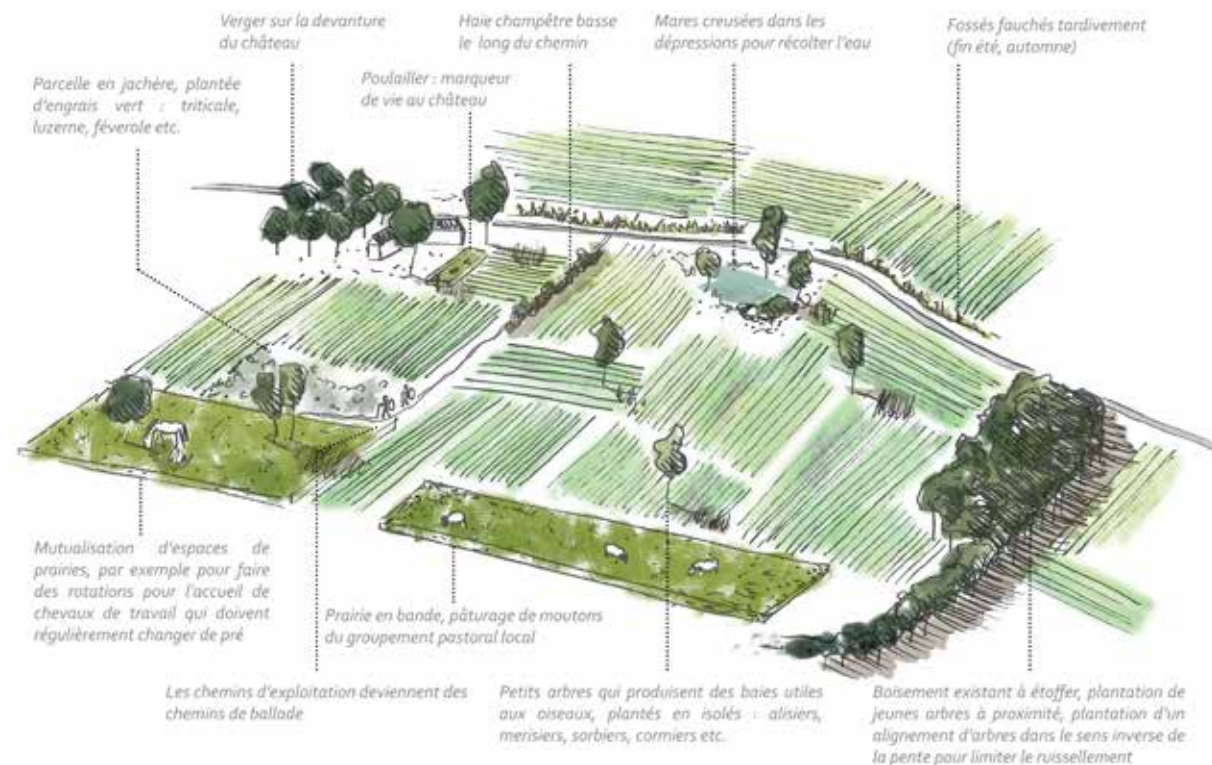 Verger sur la devanture
du château
Haie champêtre basse
le long du chemin
Mares creusées dans les
dépressions pour récolter l'eau
Fossés fauchés tardivement
(fin été, automne)
Parcelle en jachère, plantée
d'engrais vert : triticale,
luzerne, féverole etc.
Poulailler : marqueur
de vie au château
Mutualisation d'espaces de
prairies, par exemple pour faire
des rotations pour l'accueil de
chevaux de travail qui doivent
régulièrement changer de pré
Prairie en bande, pâturage de moutons
du groupement pastoral local
Les chemins d'exploitation deviennent des
chemins de ballade
Petits arbres qui produisent des baies utiles
aux oiseaux, plantés en isolés : alisiers,
merisiers, sorbiers, cormiers etc.
Boisement existant à étoffer, plantation de
jeunes arbres à proximité, plantation d'un
alignement d'arbres dans le sens inverse de
la pente pour limiter le ruissellement